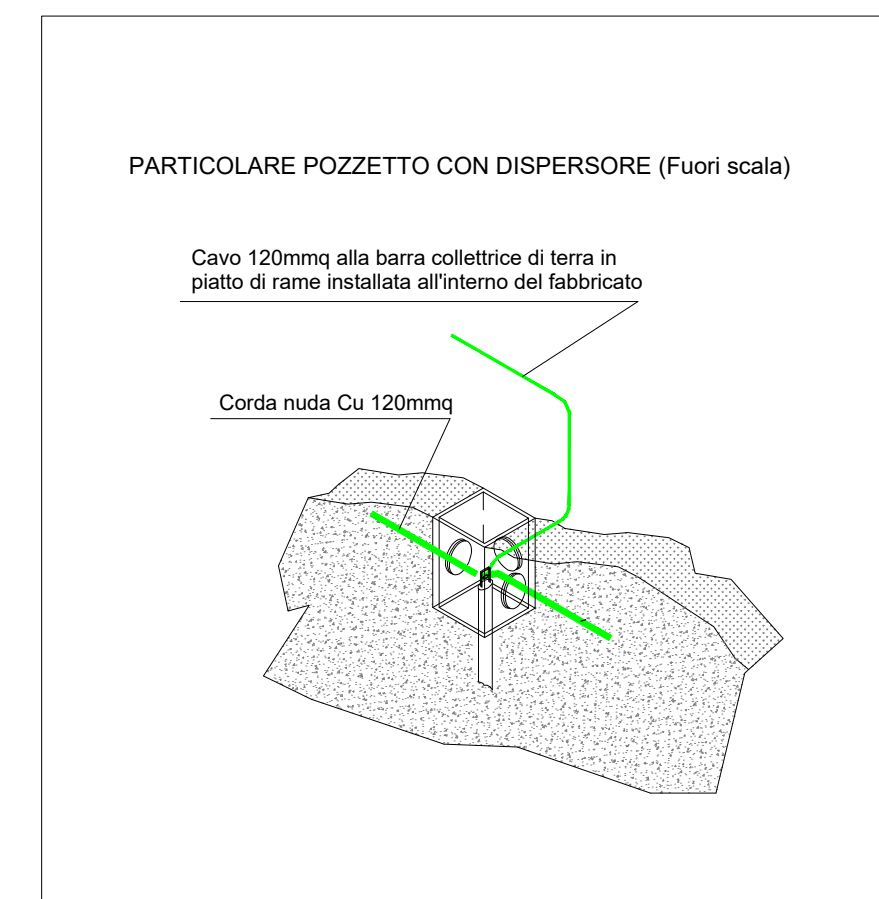 PARTICOLARE POZZETTO CON DISPERSORE (Fuori scala)
Cavo 120mmq alla barra collettrice di terra in
piatto di rame installata all'interno del fabbricato
Corda nuda Cu 120mmq